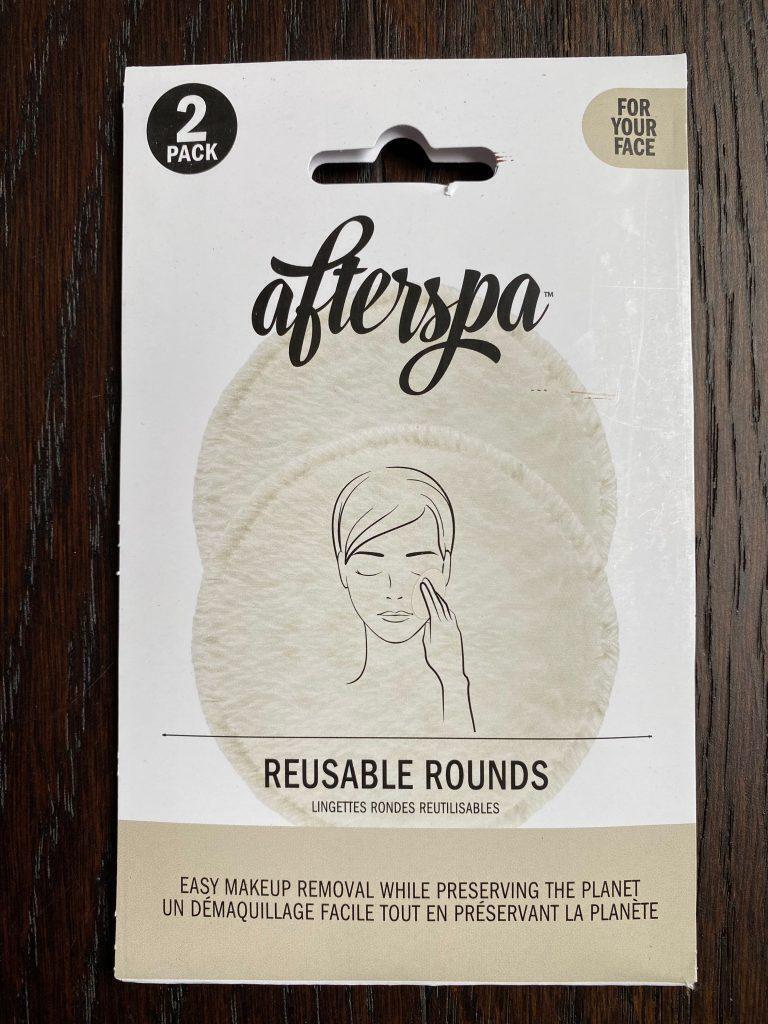 2
PACK
FOR
YOUR
FACE
afterspa™
REUSABLE ROUNDS
LINGETTES RONDES REUTILISABLES
EASY MAKEUP REMOVAL WHILE PRESERVING THE PLANET
UN DÉMAQUILLAGE FACILE TOUT EN PRÉSERVANT LA PLANÈTE